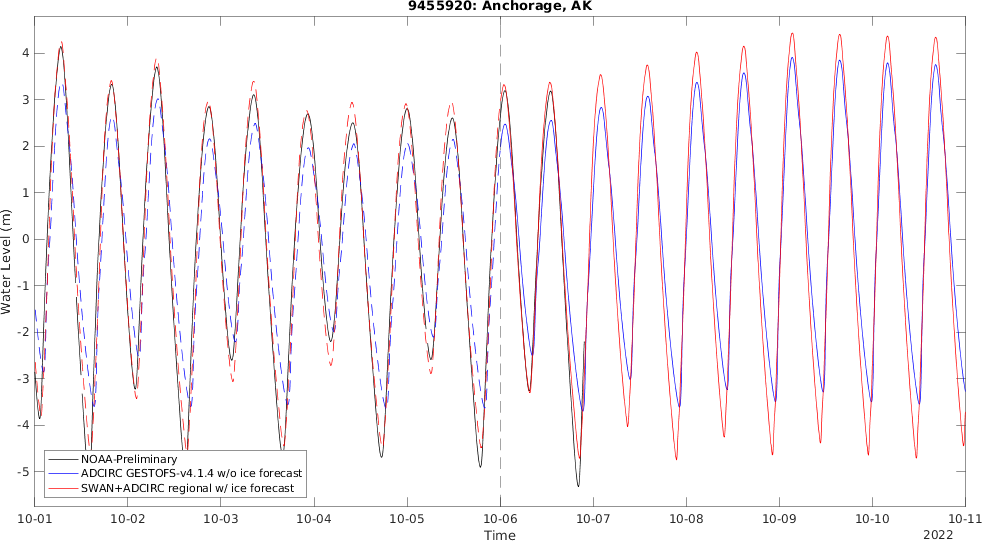 9455920: Anchorage, AK
Water Level (m)
4
3
2
1
0
-1
-2
-3
-4
-5
NOAA-Preliminary
ADCIRC GESTOFS-v4.1.4 w/o ice forecast
SWAN+ADCIRC regional w/ ice forecast
10-01 10-02 10-03 10-04 10-05 10-06 10-07 10-08 10-09 10-10 10-11
Time
2022